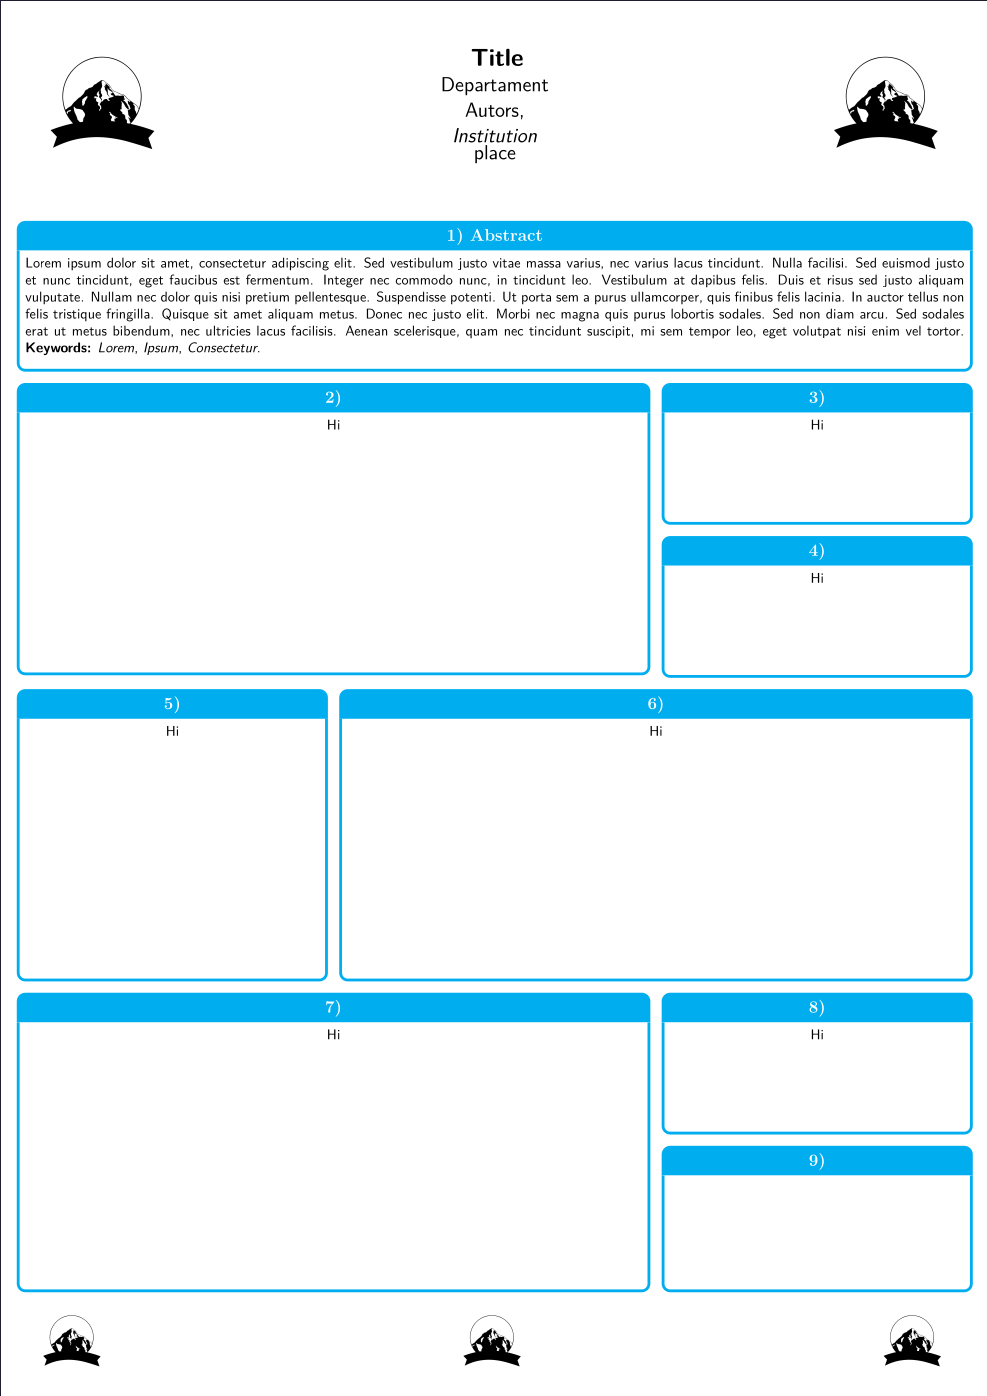 Title
Departament
Autors,
Institution
place
1) Abstract
Lorem ipsum dolor sit amet, consectetur adipiscing elit. Sed vestibulum justo vitae massa varius, nec varius lacus tincidunt. Nulla facilisi. Sed euismod justo
et nunc tincidunt, eget faucibus est fermentum. Integer nec commodo nunc, in tincidunt leo. Vestibulum at dapibus felis. Duis et risus sed justo aliquam
vulputate. Nullam nec dolor quis nisi pretium pellentesque. Suspendisse potenti. Ut porta sem a purus ullamcorper, quis finibus felis lacinia. In auctor tellus non
felis tristique fringilla. Quisque sit amet aliquam metus. Donec nec justo elit. Morbi nec magna quis purus lobortis sodales. Sed non diam arcu. Sed sodales
erat ut metus bibendum, nec ultricies lacus facilisis. Aenean scelerisque, quam nec tincidunt suscipit, mi sem tempor leo, eget volutpat nisi enim vel tortor.
Keywords: Lorem, Ipsum, Consectetur.
2)
Hi
3)
Hi
4)
Hi
5)
Hi
6)
Hi
7)
Hi
8)
Hi
9)